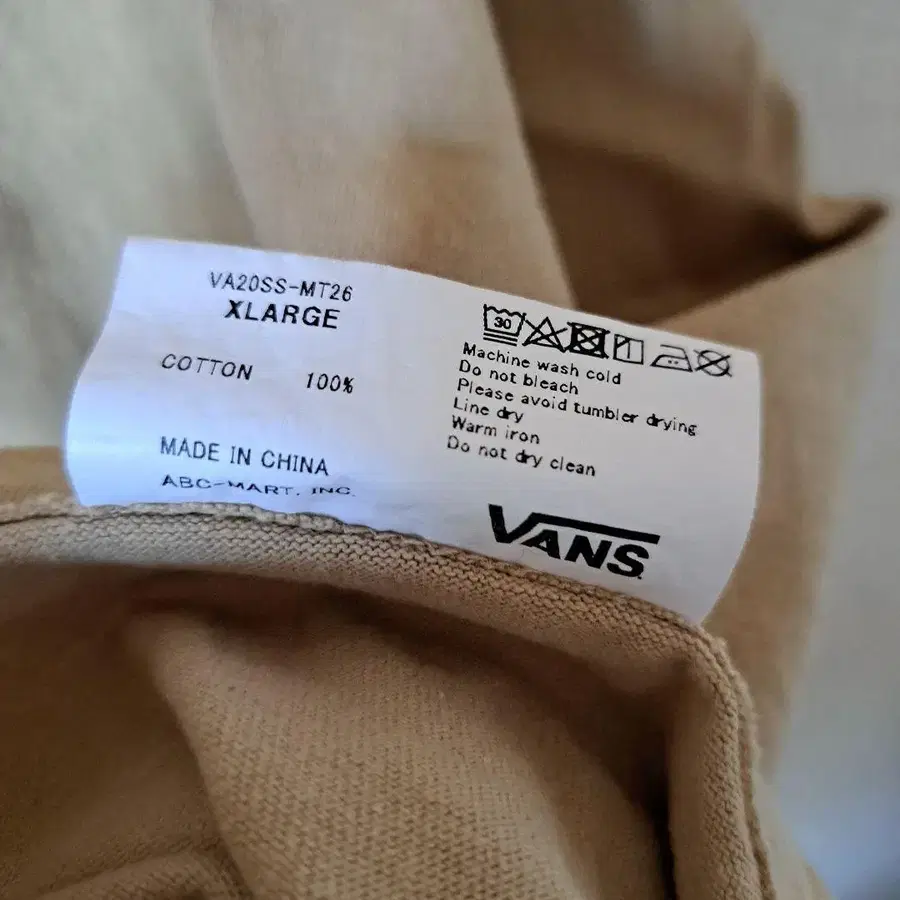 VA20SS-MT26
XLARGE
COTTON 100%
MADE IN CHINA
ABC-MART, INC.
30
Machine wash cold
Do not bleach
Please avoid tumbler drying
Line dry
Warm iron
Do not dry clean
VANS